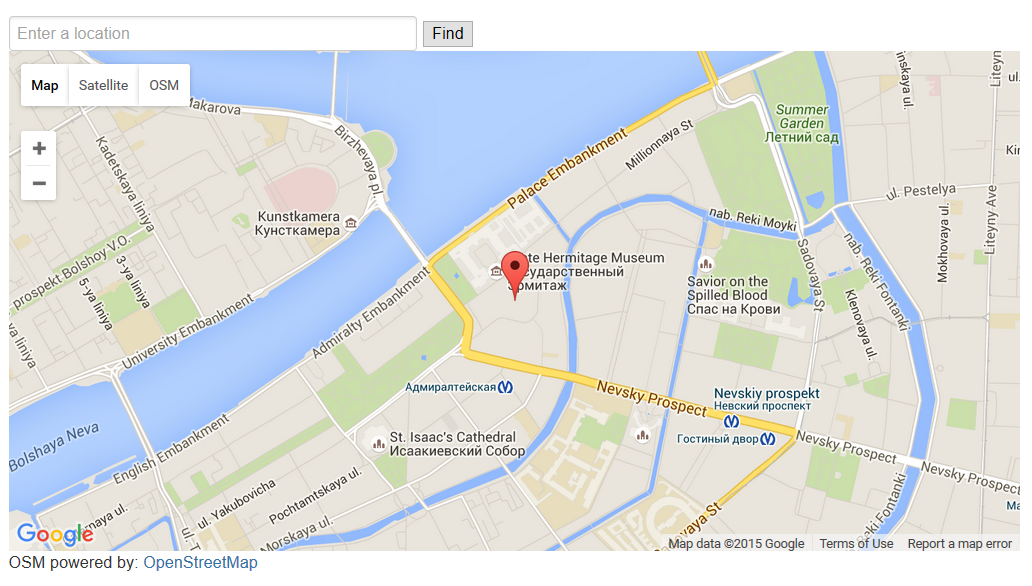 Enter a location
Find
Map
Satellite
OSM
Makarova
Birzhevaya pl.
Kadetskaya liniya
prospekt Bolshoy V.O.
3-ya liniya
5-ya liniya
Kunstkamera
Кунсткамера
University Embankment
Admiralty Embankment
Palace Embankment
Millionnaya St
Summer
Garden
Летний сад
Liteyn
ul. Pestelya
Mokhovaya ul.
Liteyny Ave
nab. Reki Moyki
Sadovaya St
nab. Reki Fontanki
Klenovaya ul.
Hermitage Museum
Savior on the
Spilled Blood
Спас на Крови
Адмиралтейская
Nevsky Prospect
Nevskiy prospekt
Невский проспект
Гостиный двор
Nevsky Prospect
Nevsky Prospect
Bolshaya Neva
English Embankment
St. Isaac's Cathedral
Исаакиевский Собор
ul. Yakubovicha
Pochtamtskaya ul.
Morskaya ul.
Reki Fontanki
Google
Map data ©2015 Google
Terms of Use
Report a map error
OSM powered by: OpenStreetMap